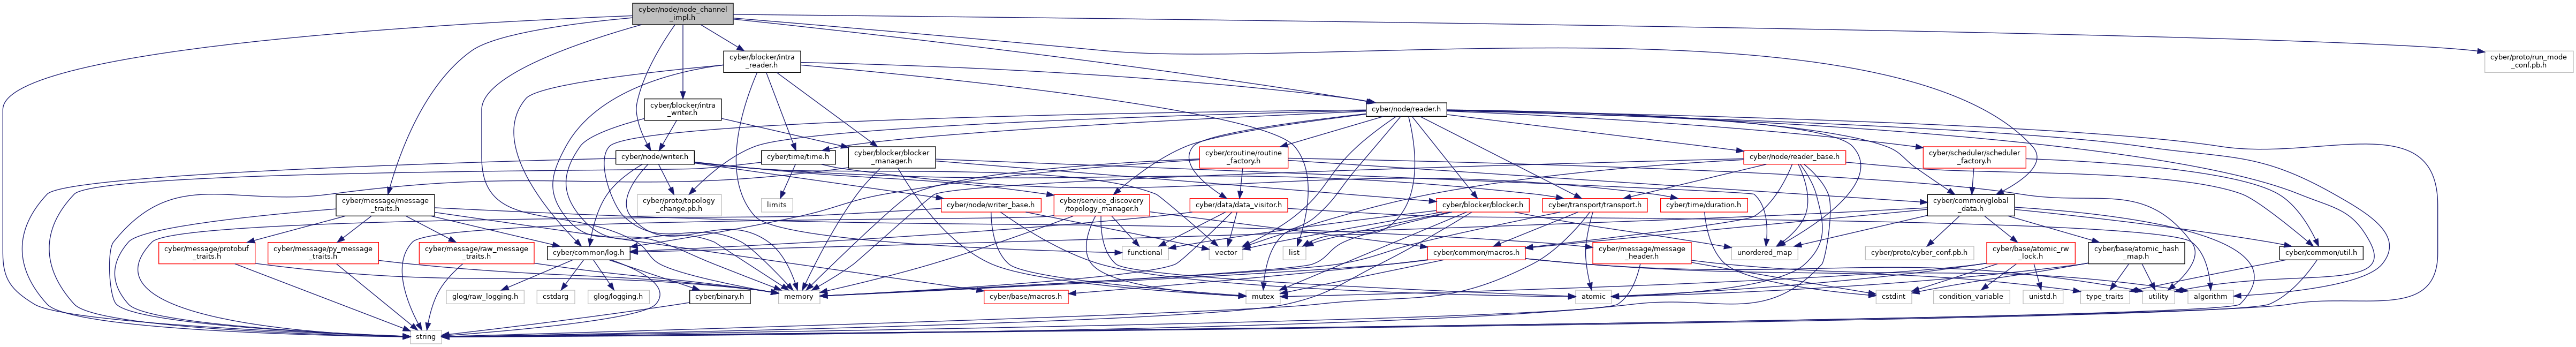 cyber/node/node_channel
_impl.h
cyber/blocker/intra
_reader.h
cyber/proto/run_mode
_conf.pb.h
cyber/blocker/intra
_writer.h
cyber/node/reader.h
cyber/node/writer.h
cyber/time/time.h
cyber/blocker/blocker
_manager.h
cyber/croutine/routine
_factory.h
cyber/node/reader_base.h
cyber/scheduler/scheduler
_factory.h
cyber/message/message
_traits.h
cyber/proto/topology
_change.pb.h
limits
cyber/node/writer_base.h
cyber/service_discovery
/topology_manager.h
cyber/data/data_visitor.h
cyber/blocker/blocker.h
cyber/transport/transport.h
cyber/time/duration.h
cyber/common/global
_data.h
cyber/message/protobuf
_traits.h
cyber/message/py_message
_traits.h
cyber/message/raw_message
_traits.h
cyber/common/log.h
functional
vector
list
cyber/common/macros.h
cyber/message/message
_header.h
unordered_map
cyber/proto/cyber_conf.pb.h
cyber/base/atomic_rw
_lock.h
cyber/base/atomic_hash
_map.h
cyber/common/util.h
glog/raw_logging.h
cstdarg
glog/logging.h
cyber/binary.h
memory
cyber/base/macros.h
mutex
atomic
cstdint
condition_variable
unistd.h
type_traits
utility
algorithm
string